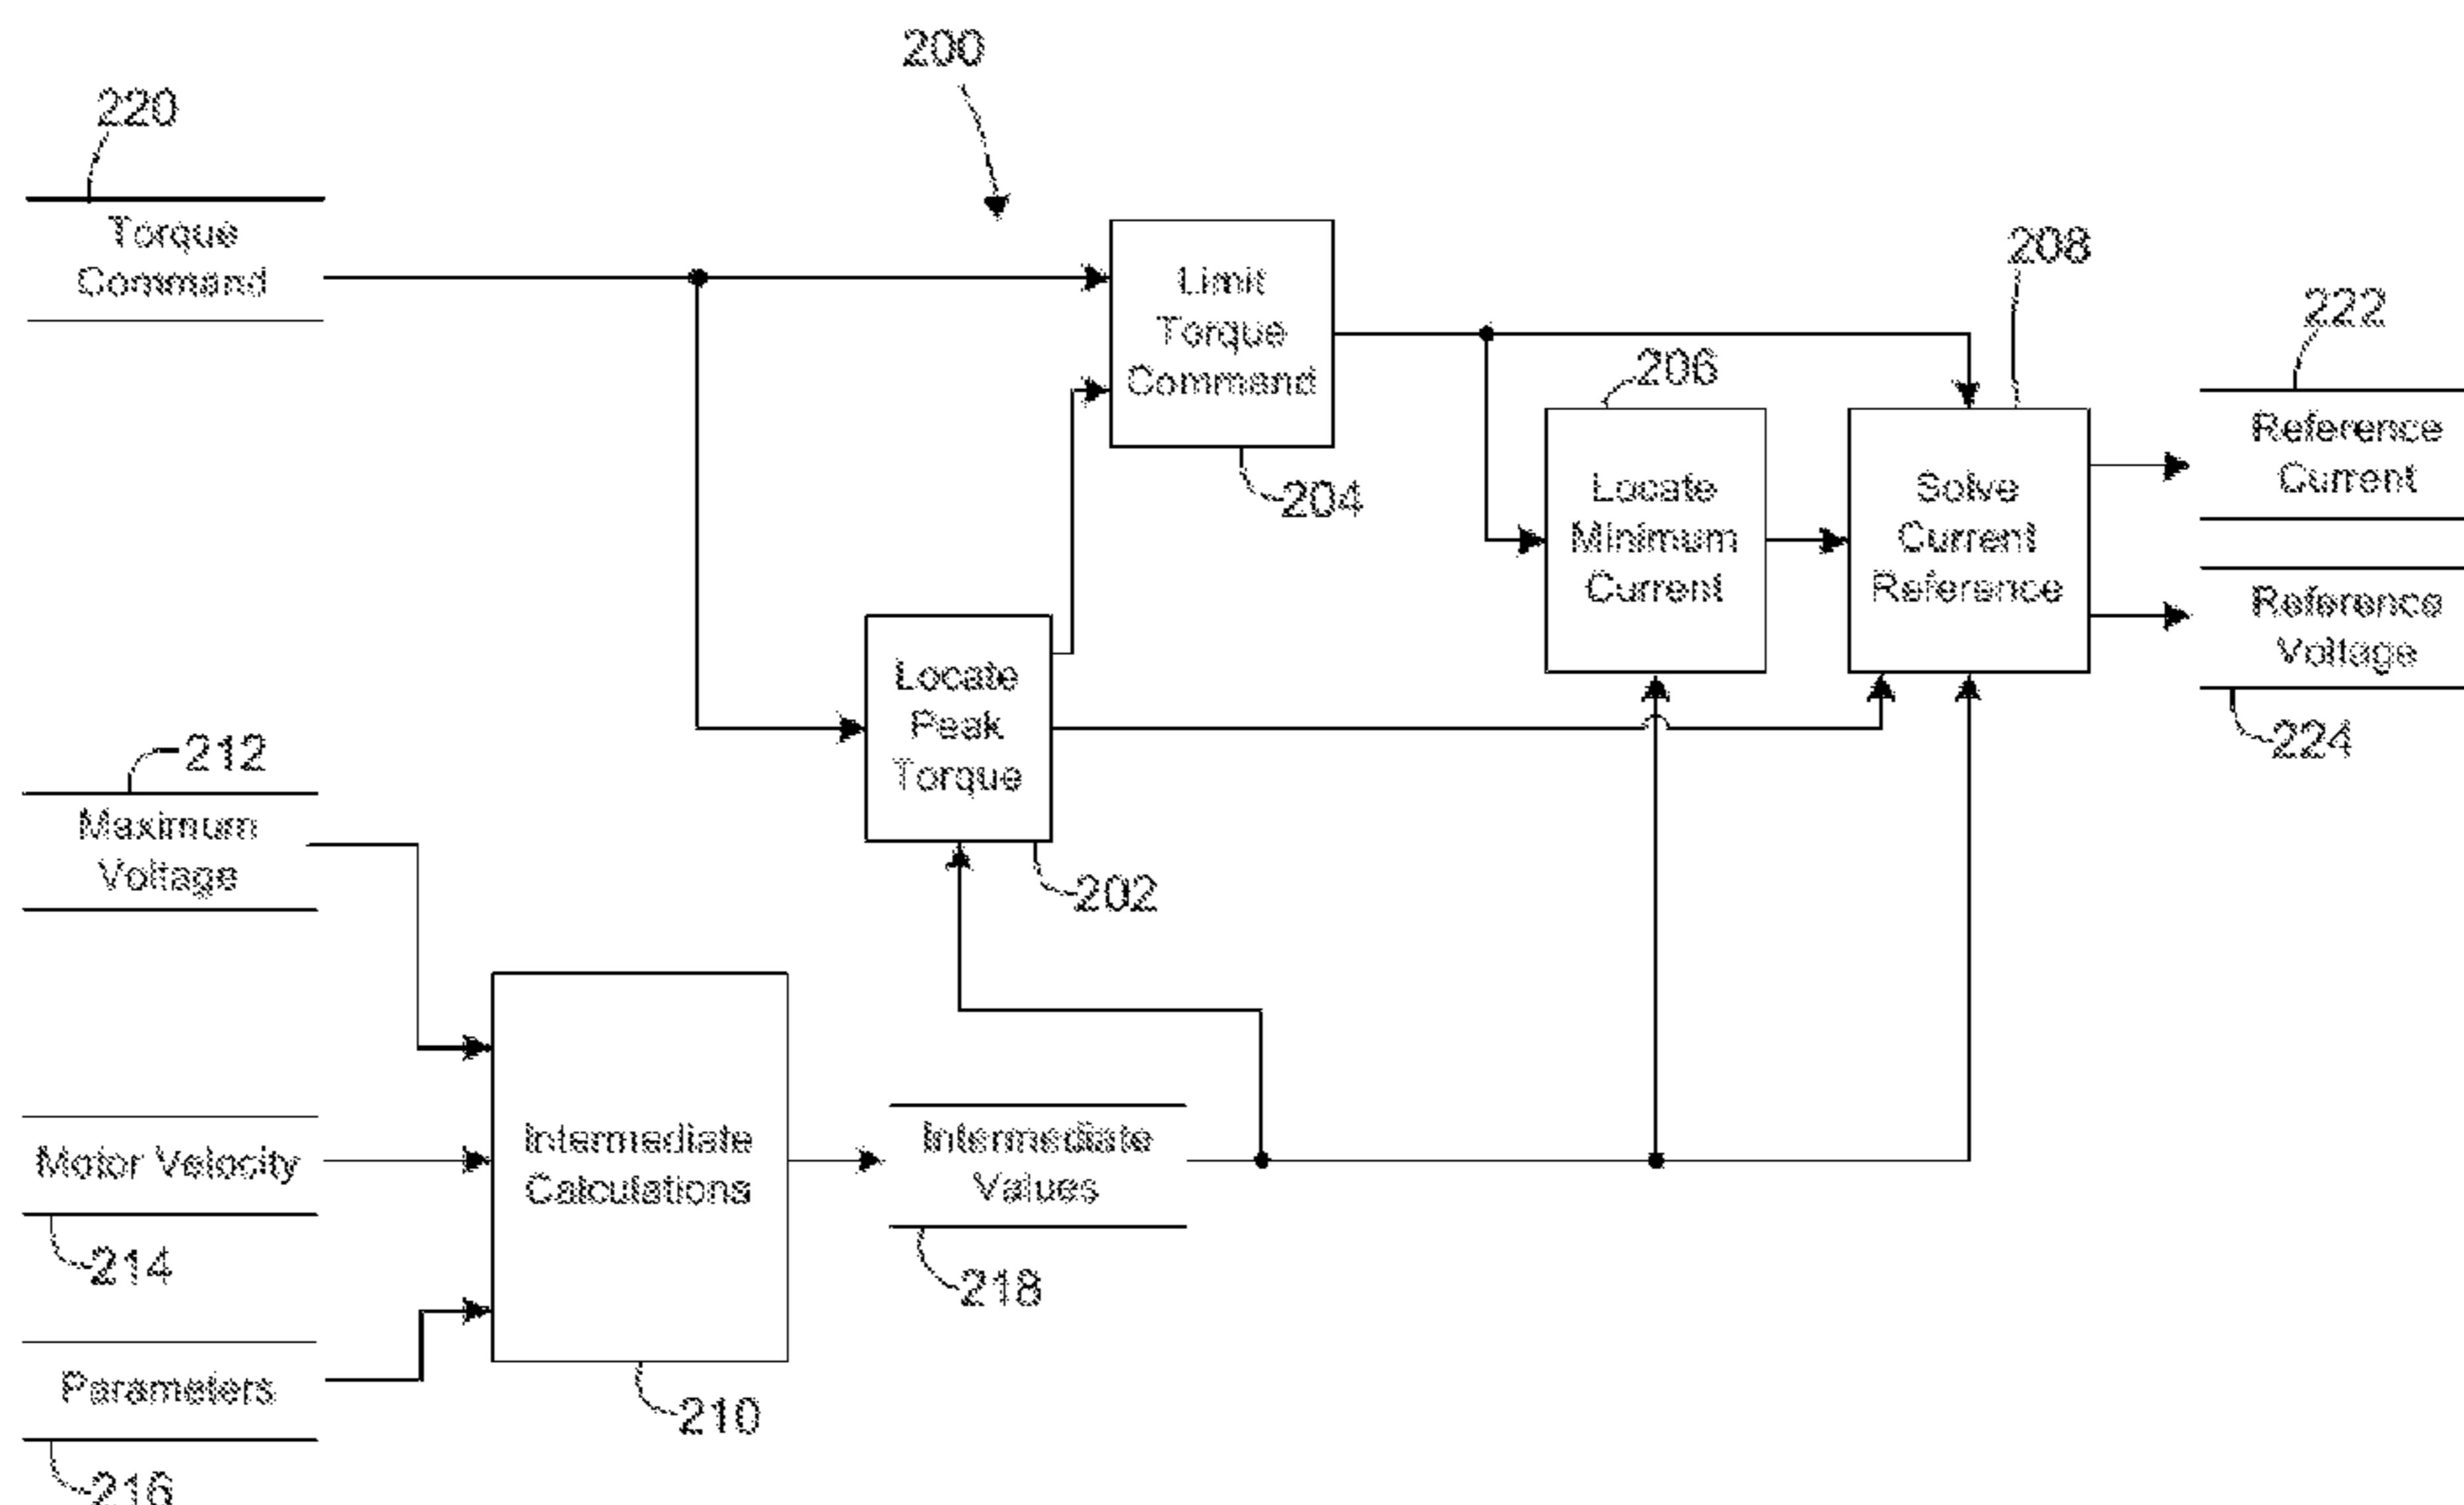 200
220
Torque
Command
Limit
Torque
Command
204
208
206
222
Locate
Minimum
Current
Solve
Current
Reference
Reference
Current
Reference
Voltage
224
Locate
Peak
Torque
202
212
Maximum
Voltage
Motor Velocity
214
Intermediate
Calculations
210
Intermediate
Values
218
Parameters
216